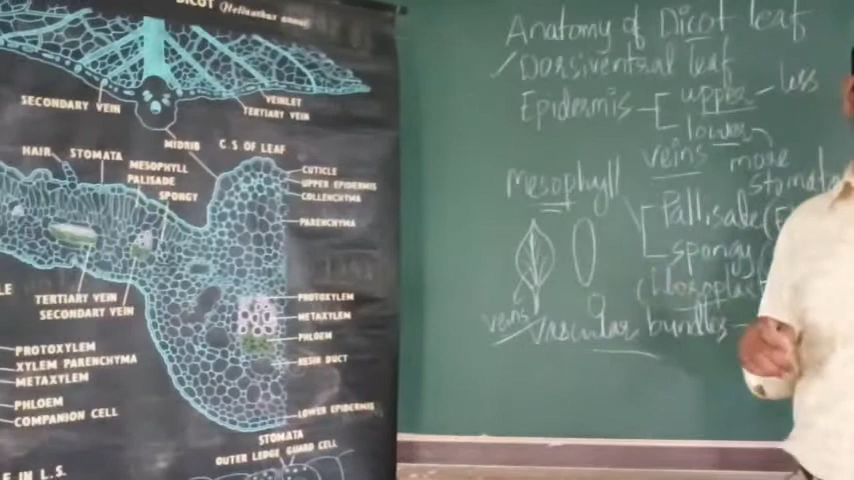 DICOT (Helianthus annuus
SECONDARY VEIN
VEINLET
TERTIARY VEIN
MIDRIB
C.S OF LEAF
HAIR
STOMATA
MESOPHYLL
PALISADE
SPONGY
CUTICLE
UPPER EPIDERMIS
COLLENCHYMA
PARENCHYMA
TERTIARY VEIN
SECONDARY VEIN
PROTOXYLEM
METAXYLEM
PHLOEM
RESIN DUCT
LOWER EPIDERMIS
PROTOXYLEM
XYLEM PARENCHYMA
METAXYLEM
PHLOEM
COMPANION CELL
STOMATA
OUTER LEDGE GUARD CELL
IN L.S.
Anatomy of Dicot leaf
Dorsiventral leaf
Epidermis upper - less
lower
veins more
stomata
Mesophyll
Pallisade
spongy
chloroplast
veins
Vascular bundles